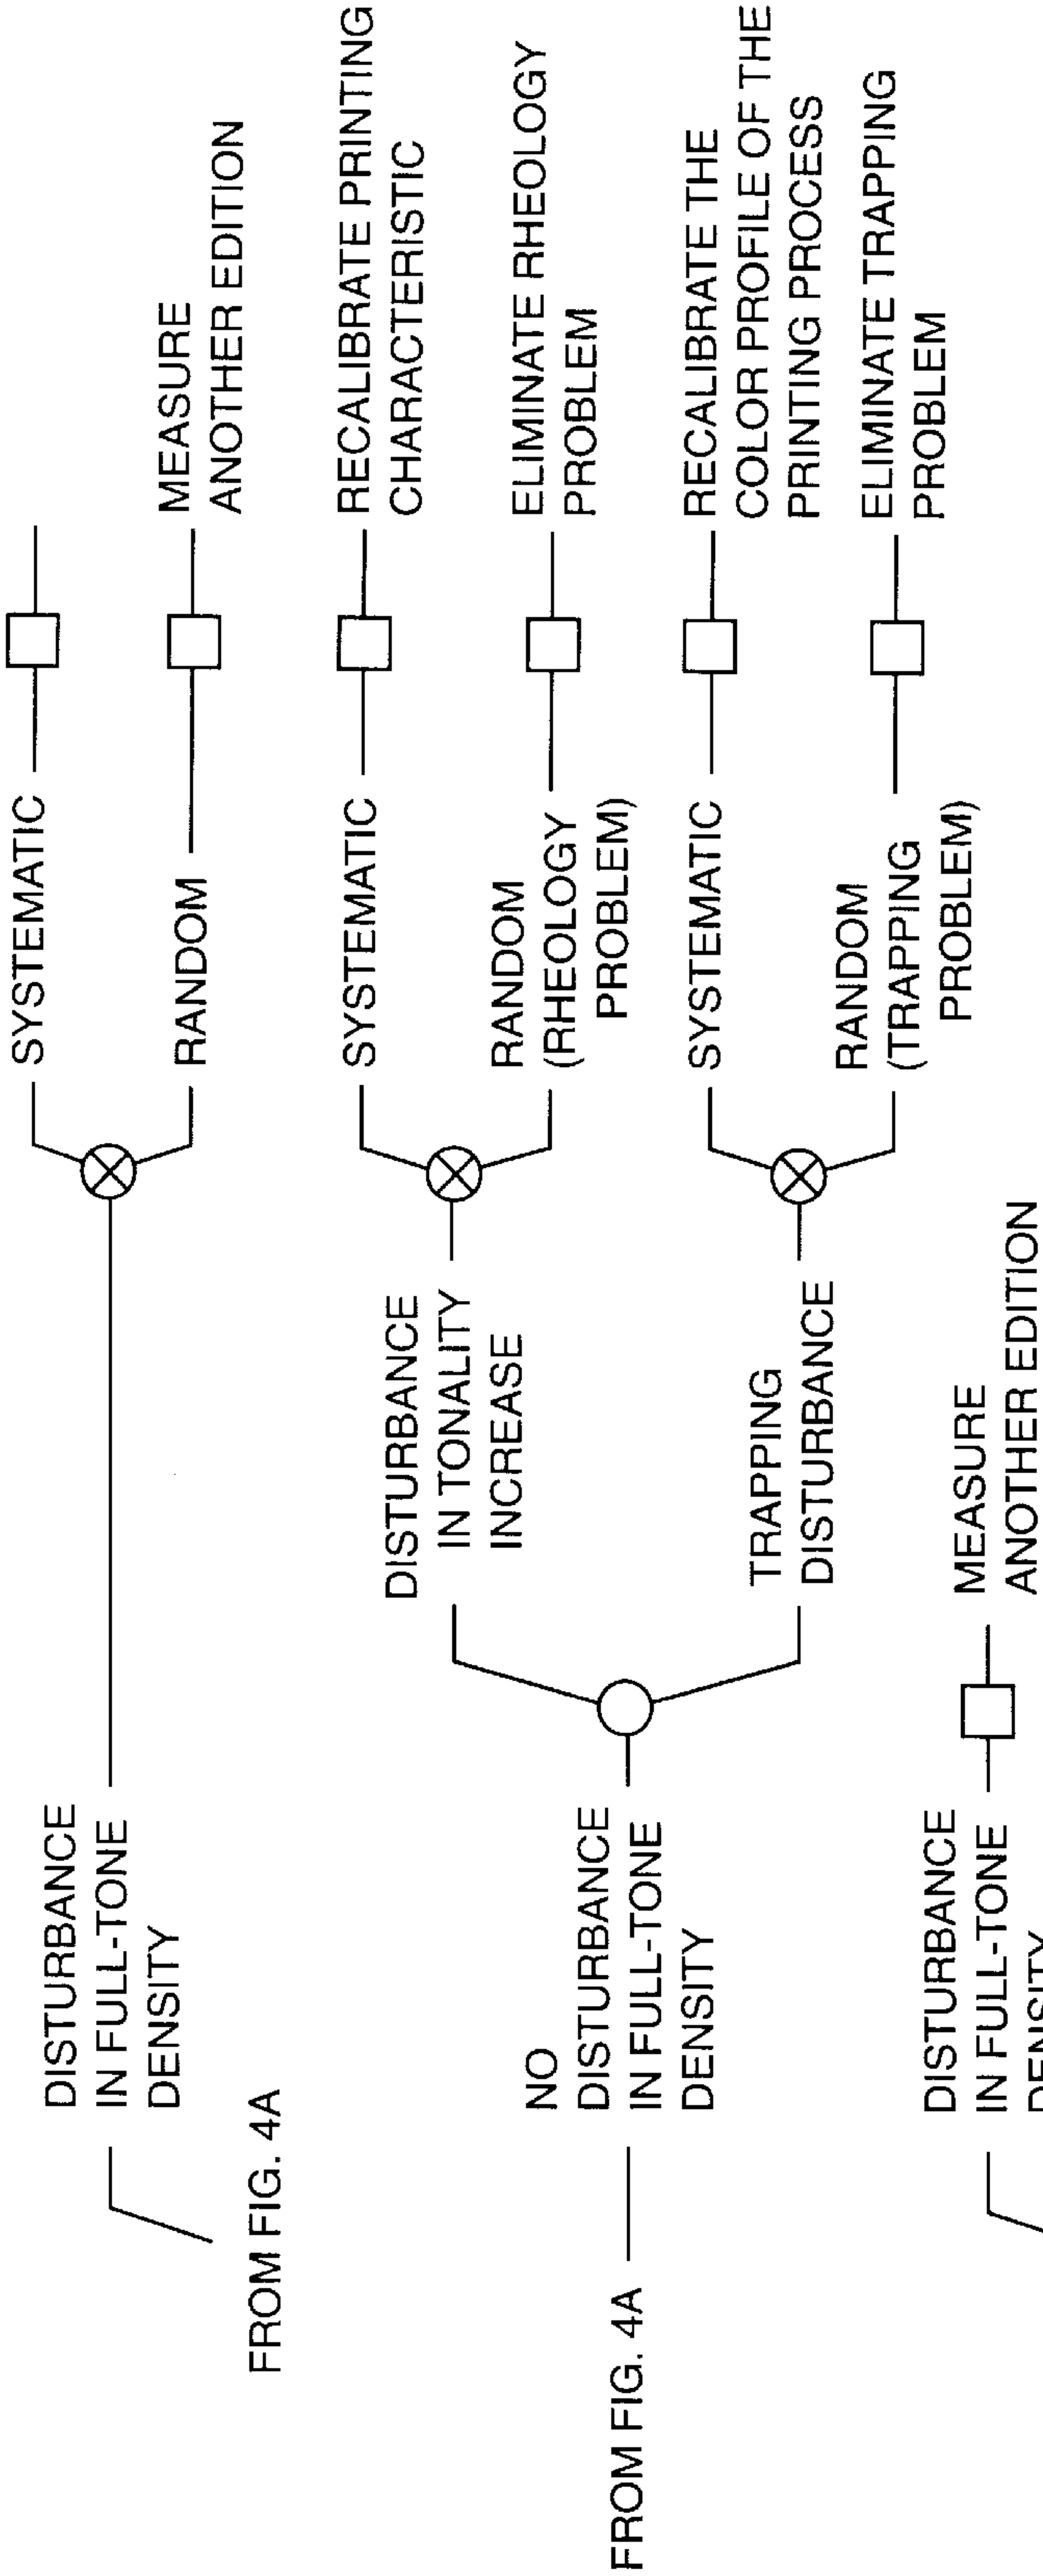 SYSTEMATIC
DISTURBANCE
IN FULL-TONE
DENSITY
RANDOM
MEASURE
ANOTHER EDITION
FROM FIG. 4A
SYSTEMATIC
RECALIBRATE PRINTING
CHARACTERISTIC
DISTURBANCE
IN TONALITY
INCREASE
RANDOM
(RHEOLOGY
PROBLEM)
ELIMINATE RHEOLOGY
PROBLEM
FROM FIG. 4A
NO
DISTURBANCE
IN FULL-TONE
DENSITY
SYSTEMATIC
RECALIBRATE THE
COLOR PROFILE OF THE
PRINTING PROCESS
TRAPPING
DISTURBANCE
RANDOM
(TRAPPING
PROBLEM)
ELIMINATE TRAPPING
PROBLEM
DISTURBANCE
IN FULL-TONE
DENSITY
MEASURE
ANOTHER EDITION